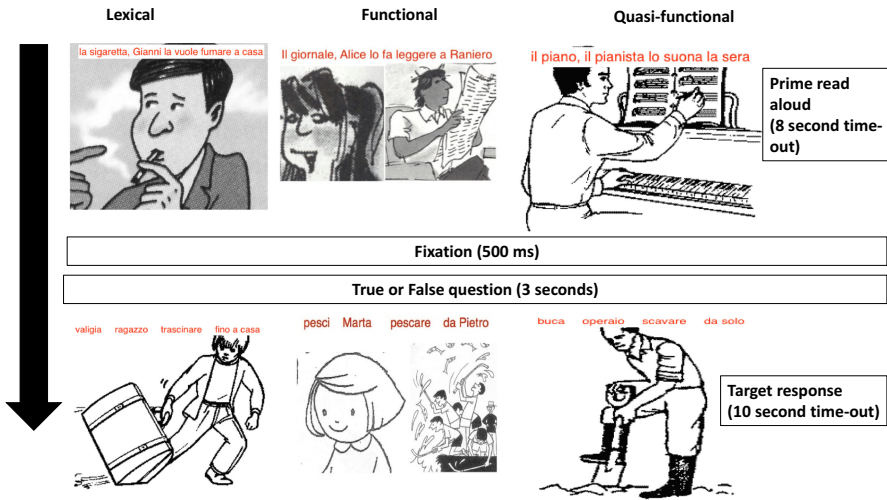 Lexical
Functional
Quasi-functional
la sigaretta, Gianni la vuole fumare a casa
Il giornale, Alice lo fa leggere a Raniero
il piano, il pianista lo suona la sera
Prime read
aloud
(8 second time-
out)
Fixation (500 ms)
True or False question (3 seconds)
valigia ragazzo trascinare fino a casa
pesci Marta pescare da Pietro
buca operaio scavare da solo
Target response
(10 second time-out)